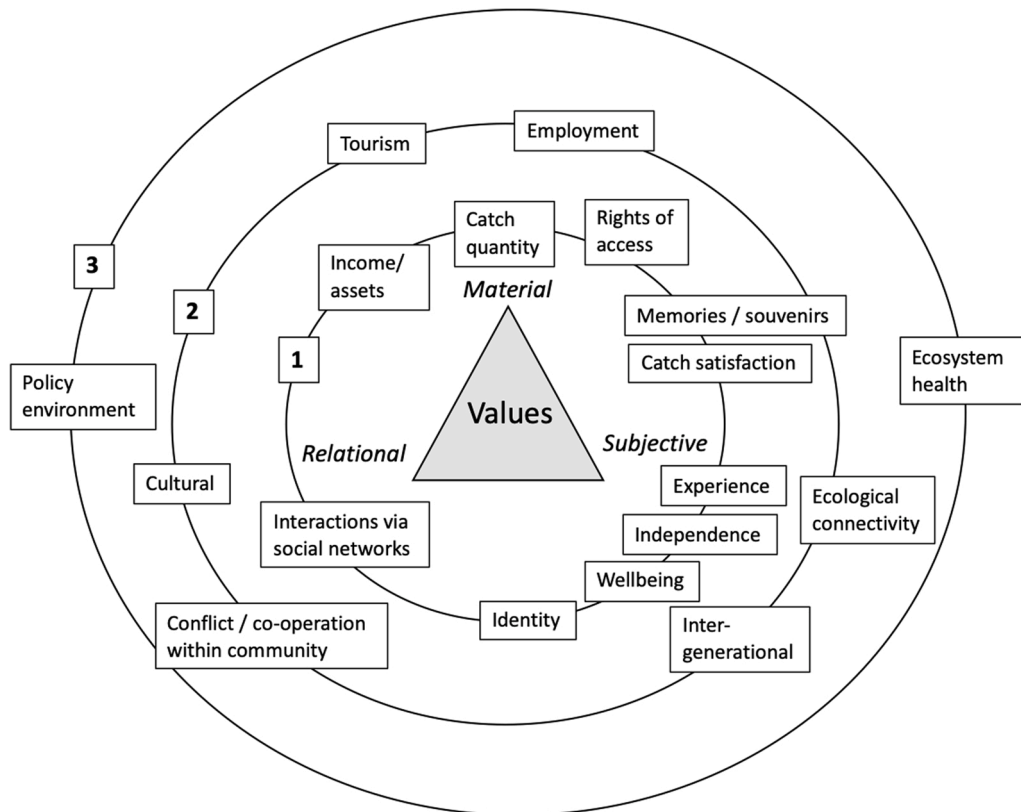 Employment
Tourism
Catch
quantity
Rights of
access
3
Income/
assets
Material
2
Memories / souvenirs
1
Catch satisfaction
Ecosystem
health
Policy
environment
Values
Relational
Subjective
Cultural
Experience
Ecological
connectivity
Interactions via
social networks
Independence
Wellbeing
Identity
Conflict / co-operation
within community
Inter-
generational